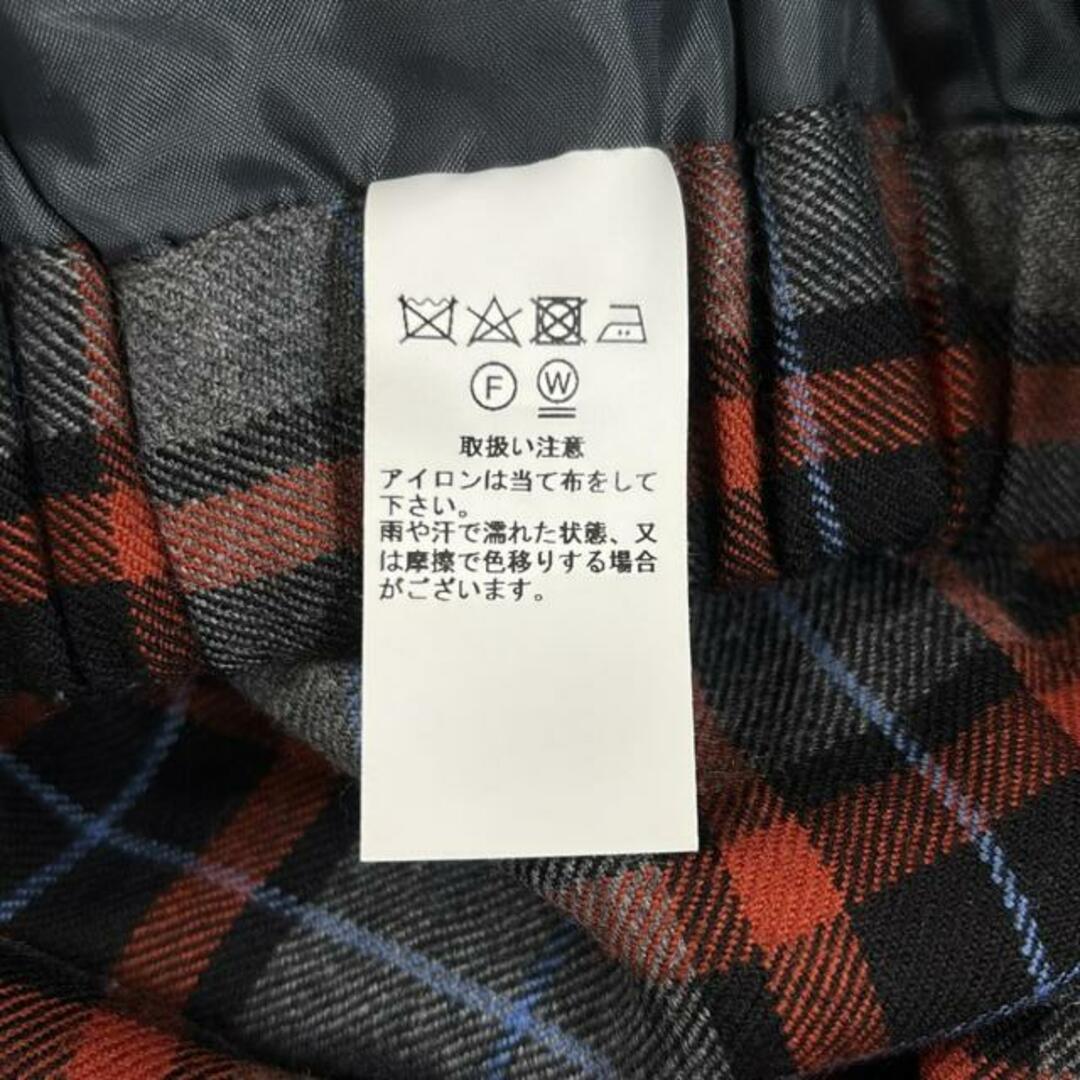 F W
取扱い注意
アイロンは当て布をして
下さい。
雨や汗で濡れた状態、又
は摩擦で色移りする場合
がございます。